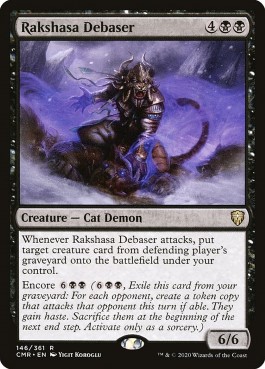 Rakshasa Debaser 4
Creature — Cat Demon
Whenever Rakshasa Debaser attacks, put
target creature card from defending player's
graveyard onto the battlefield under your
control.
Encore 6 (6, Exile this card from your
graveyard: For each opponent, create a token copy
that attacks that opponent this turn if able. They
gain haste. Sacrifice them at the beginning of the
next end step. Activate only as a sorcery.)
6/6
146/361 R
CMR • EN Yigit Koroglu
™ & © 2020 Wizards of the Coast